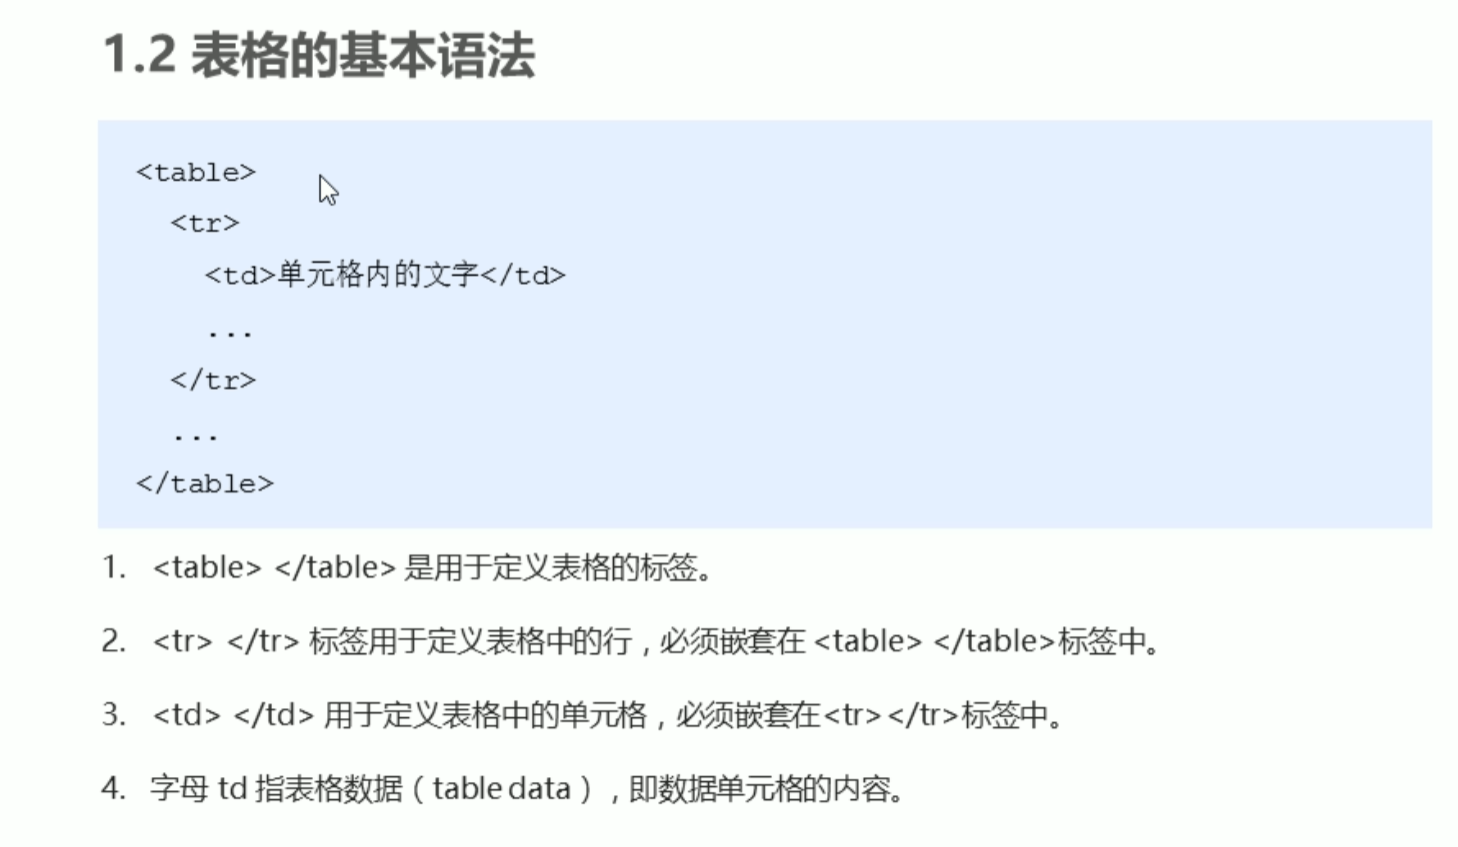 1.2 表格的基本语法
<table>
<tr>
<td>单元格内的文字</td>
...
</tr>
...
</table>
1. <table> </table> 是用于定义表格的标签。
2. <tr> </tr> 标签用于定义表格中的行，必须嵌套在 <table> </table>标签中。
3. <td> </td> 用于定义表格中的单元格，必须嵌套在<tr></tr>标签中。
4. 字母 td 指表格数据（table data），即数据单元格的内容。